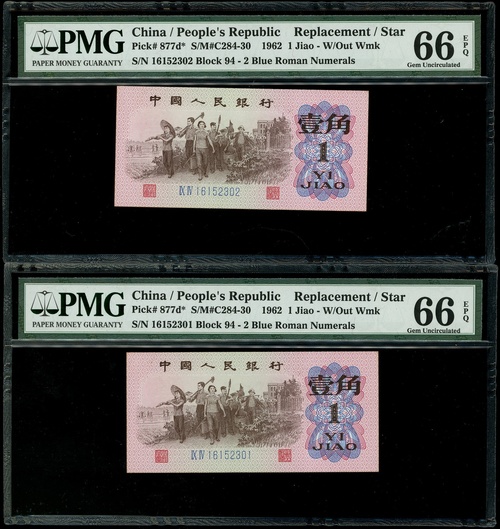 PMG
PAPER MONEY GUARANTY
China / People's Republic Replacement / Star
Pick# 877d* S/M#C284-30 1962 1 Jiao - W/Out Wmk
S/N 16152302 Block 94 - 2 Blue Roman Numerals
66 EPQ
Gem Uncirculated
中國人民銀行
壹角
1
YI
JIAO
IX IV 16152302
PMG
PAPER MONEY GUARANTY
China / People's Republic Replacement / Star
Pick# 877d* S/M#C284-30 1962 1 Jiao - W/Out Wmk
S/N 16152301 Block 94 - 2 Blue Roman Numerals
66 EPQ
Gem Uncirculated
中國人民銀行
壹角
1
YI
JIAO
IX IV 16152301